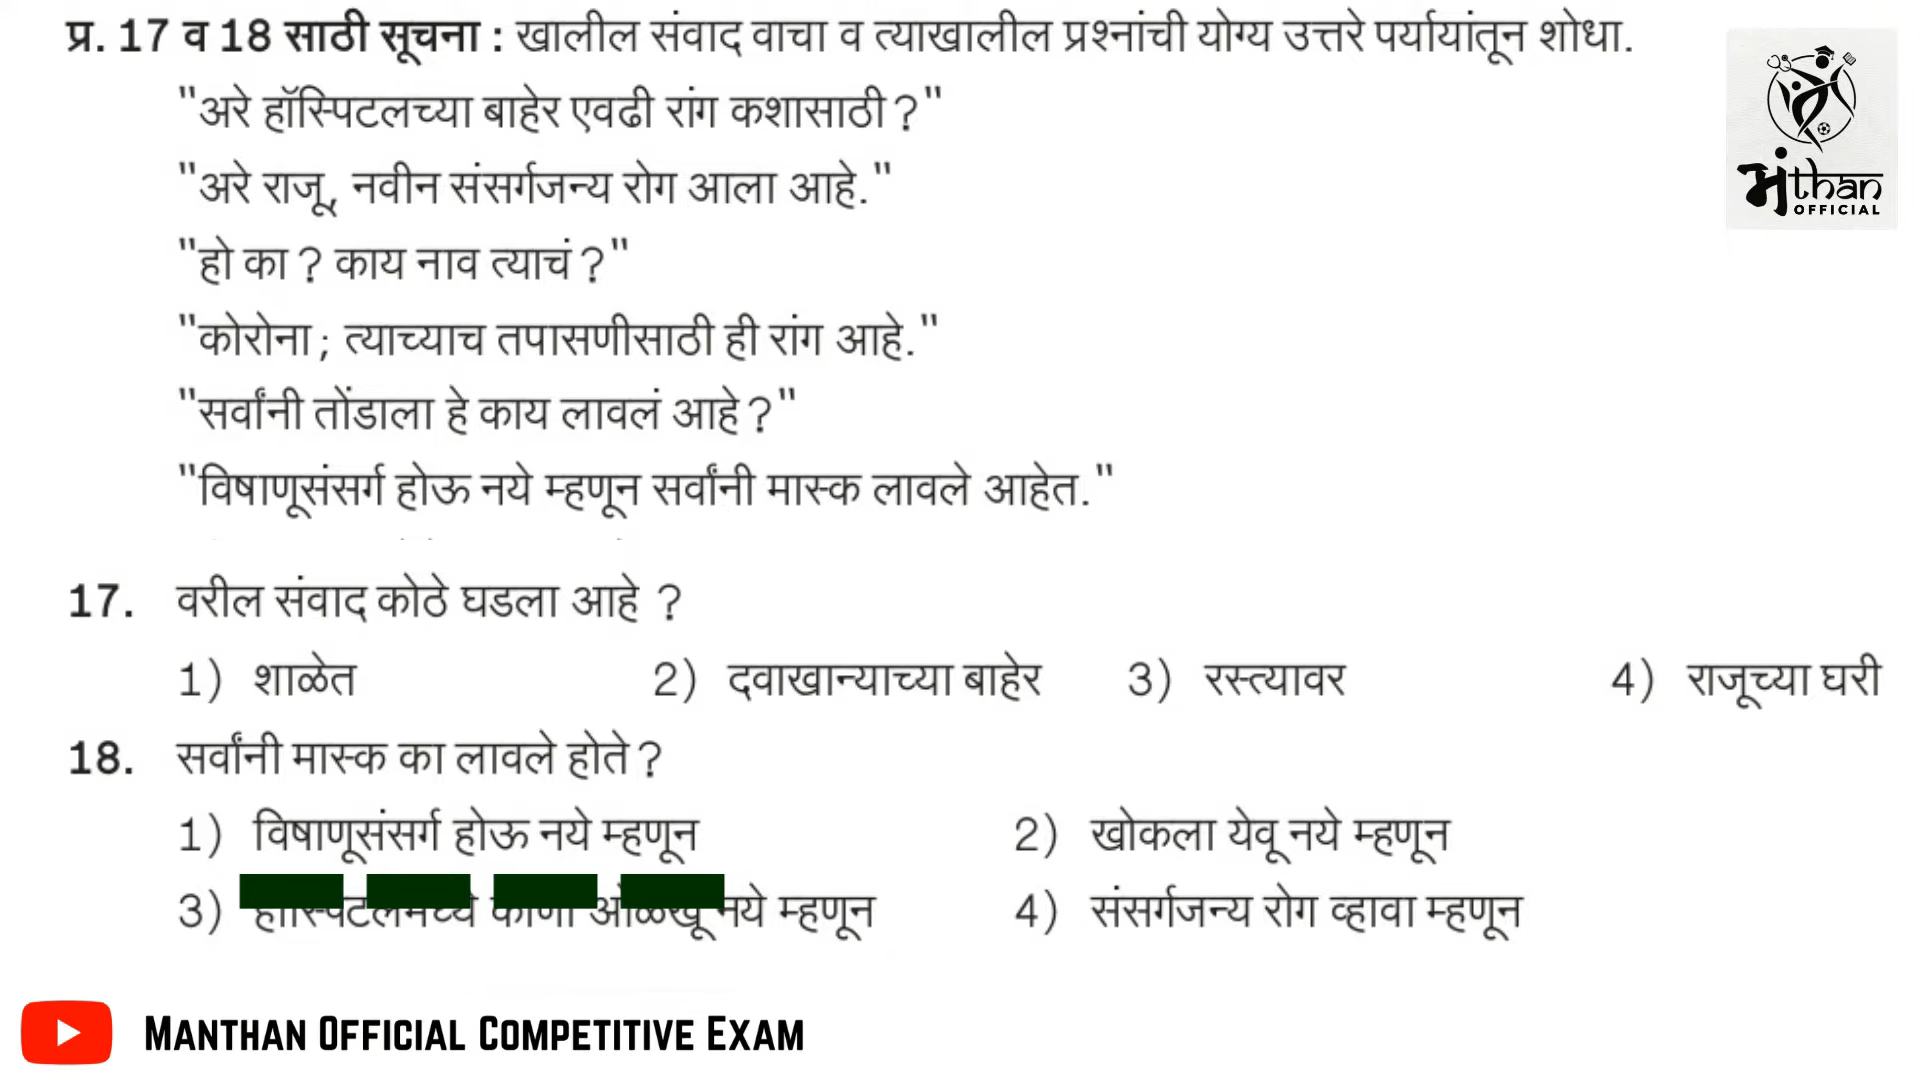 प्र. 17 व 18 साठी सूचना : खालील संवाद वाचा व त्याखालील प्रश्नांची योग्य उत्तरे पर्यायांतून शोधा.
"अरे हॉस्पिटलच्या बाहेर एवढी रांग कशासाठी ?"
"अरे राजू, नवीन संसर्गजन्य रोग आला आहे."
"हो का ? काय नाव त्याचं ?"
"कोरोना ; त्याच्याच तपासणीसाठी ही रांग आहे."
"सर्वांनी तोंडाला हे काय लावलं आहे ?"
"विषाणूसंसर्ग होऊ नये म्हणून सर्वांनी मास्क लावले आहेत."
17. वरील संवाद कोठे घडला आहे ?
1) शाळेत 2) दवाखान्याच्या बाहेर 3) रस्त्यावर 4) राजूच्या घरी
18. सर्वांनी मास्क का लावले होते ?
1) विषाणूसंसर्ग होऊ नये म्हणून 2) खोकला येवू नये म्हणून
3) नये म्हणून 4) संसर्गजन्य रोग व्हावा म्हणून
मंthan
OFFICIAL
MANTHAN OFFICIAL COMPETITIVE EXAM